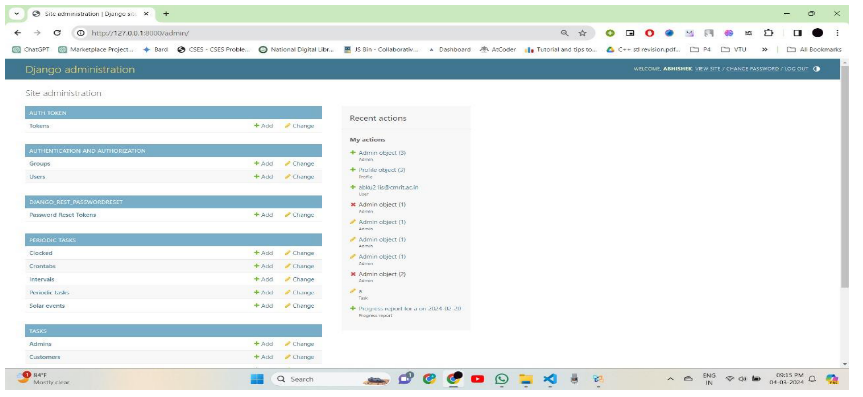 Site administration | Django si
http://127.0.0.1:8000/admin/
ChatGPT Marketplace Project... Bard CSES - CSES Proble... National Digital Libr... JS Bin - Collaborativ... Dashboard AtCoder Tutorial and tips to... C++ stl revision.pdf... P4 VTU » All Bookmarks
Django administration
WELCOME, ABHISHEK. VIEW SITE / CHANGE PASSWORD / LOG OUT
Site administration
AUTH TOKEN
Tokens + Add Change
AUTHENTICATION AND AUTHORIZATION
Groups + Add Change
Users + Add Change
DJANGO_REST_PASSWORDRESET
Password Reset Tokens + Add Change
PERIODIC TASKS
Clocked + Add Change
Crontabs + Add Change
Intervals + Add Change
Periodic tasks + Add Change
Solar events + Add Change
TASKS
Admins + Add Change
Customers + Add Change
Recent actions
My actions
+ Admin object (3)
Admin
+ Profile object (2)
Profile
User
Admin object (1)
Admin
Admin object (1)
Admin
Admin object (1)
Admin
Admin object (1)
Admin
Admin object (2)
Admin
a
Task
+ Progress report for a on 2024-02-20
Progress report
84°F
Mostly clear
Search
ENG
IN
09:15 PM
04-03-2024